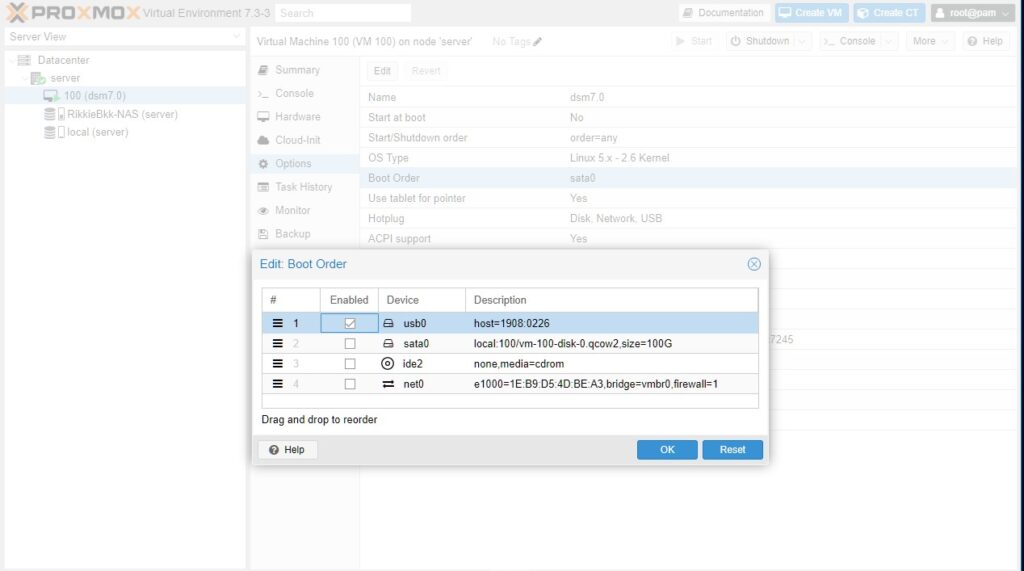 PROXMOX Virtual Environment 7.3-3 Search Documentation Create VM Create CT root@pam
Server View
Virtual Machine 100 (VM 100) on node 'server' No Tags Start Shutdown Console More Help
Datacenter
server
100 (dsm7.0)
RikkieBkk-NAS (server)
local (server)
Summary
Console
Hardware
Cloud-Init
Options
Task History
Monitor
Backup
Edit Revert
Name dsm7.0
Start at boot No
Start/Shutdown order order=any
OS Type Linux 5.x - 2.6 Kernel
Boot Order sata0
Use tablet for pointer Yes
Hotplug Disk, Network, USB
ACPI support Yes
7245
Edit: Boot Order
# Enabled Device Description
1 usb0 host=1908:0226
2 sata0 local:100/vm-100-disk-0.qcow2,size=100G
3 ide2 none,media=cdrom
4 net0 e1000=1E:B9:D5:4D:BE:A3,bridge=vmbr0,firewall=1
Drag and drop to reorder
Help OK Reset